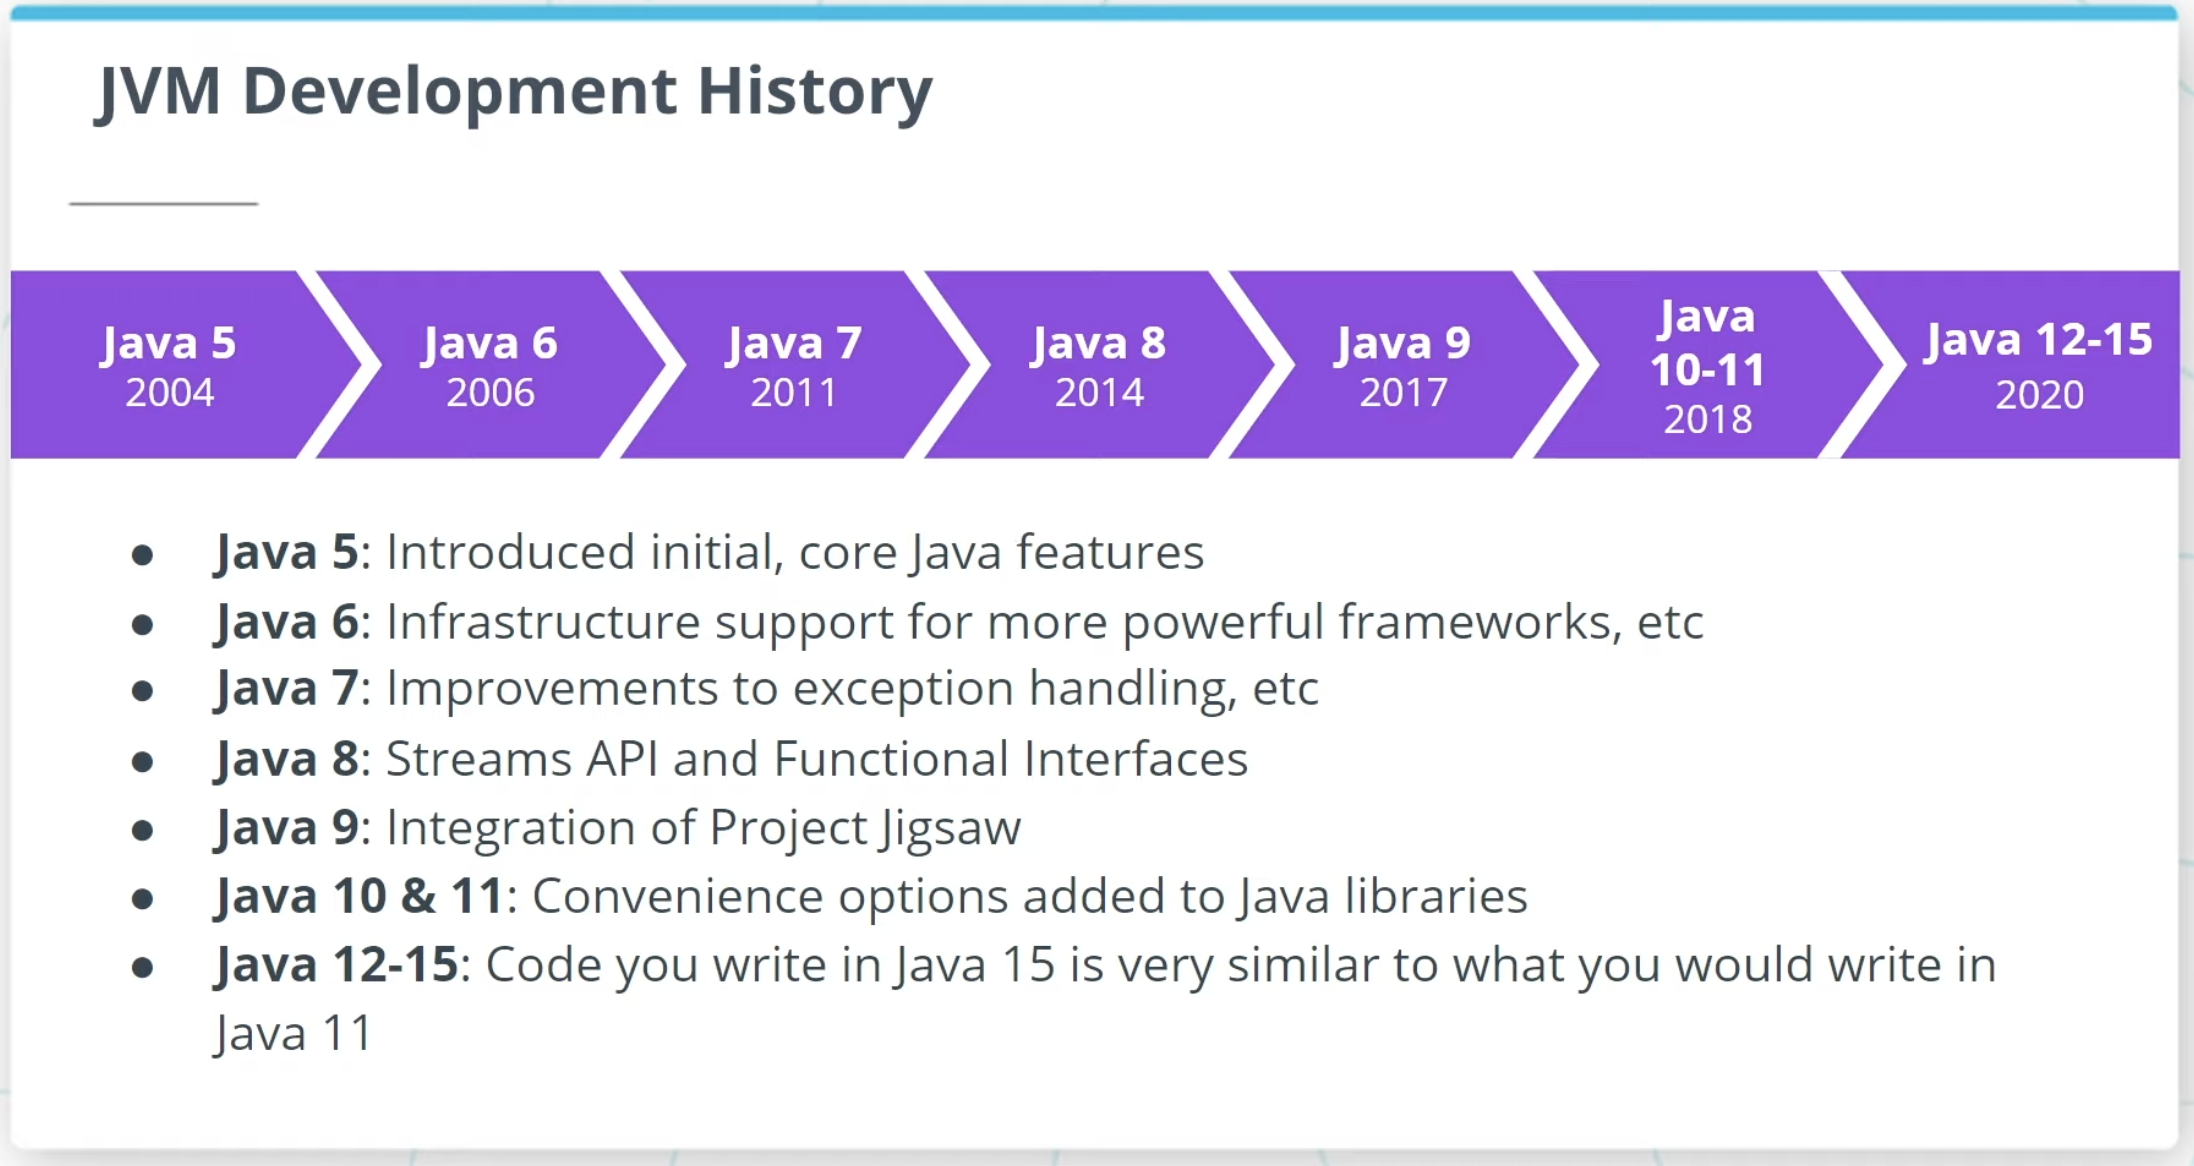 JVM Development History
Java 5
2004
Java 6
2006
Java 7
2011
Java 8
2014
Java 9
2017
Java
10-11
2018
Java 12-15
2020
● Java 5: Introduced initial, core Java features
● Java 6: Infrastructure support for more powerful frameworks, etc
● Java 7: Improvements to exception handling, etc
● Java 8: Streams API and Functional Interfaces
● Java 9: Integration of Project Jigsaw
● Java 10 & 11: Convenience options added to Java libraries
● Java 12-15: Code you write in Java 15 is very similar to what you would write in
Java 11